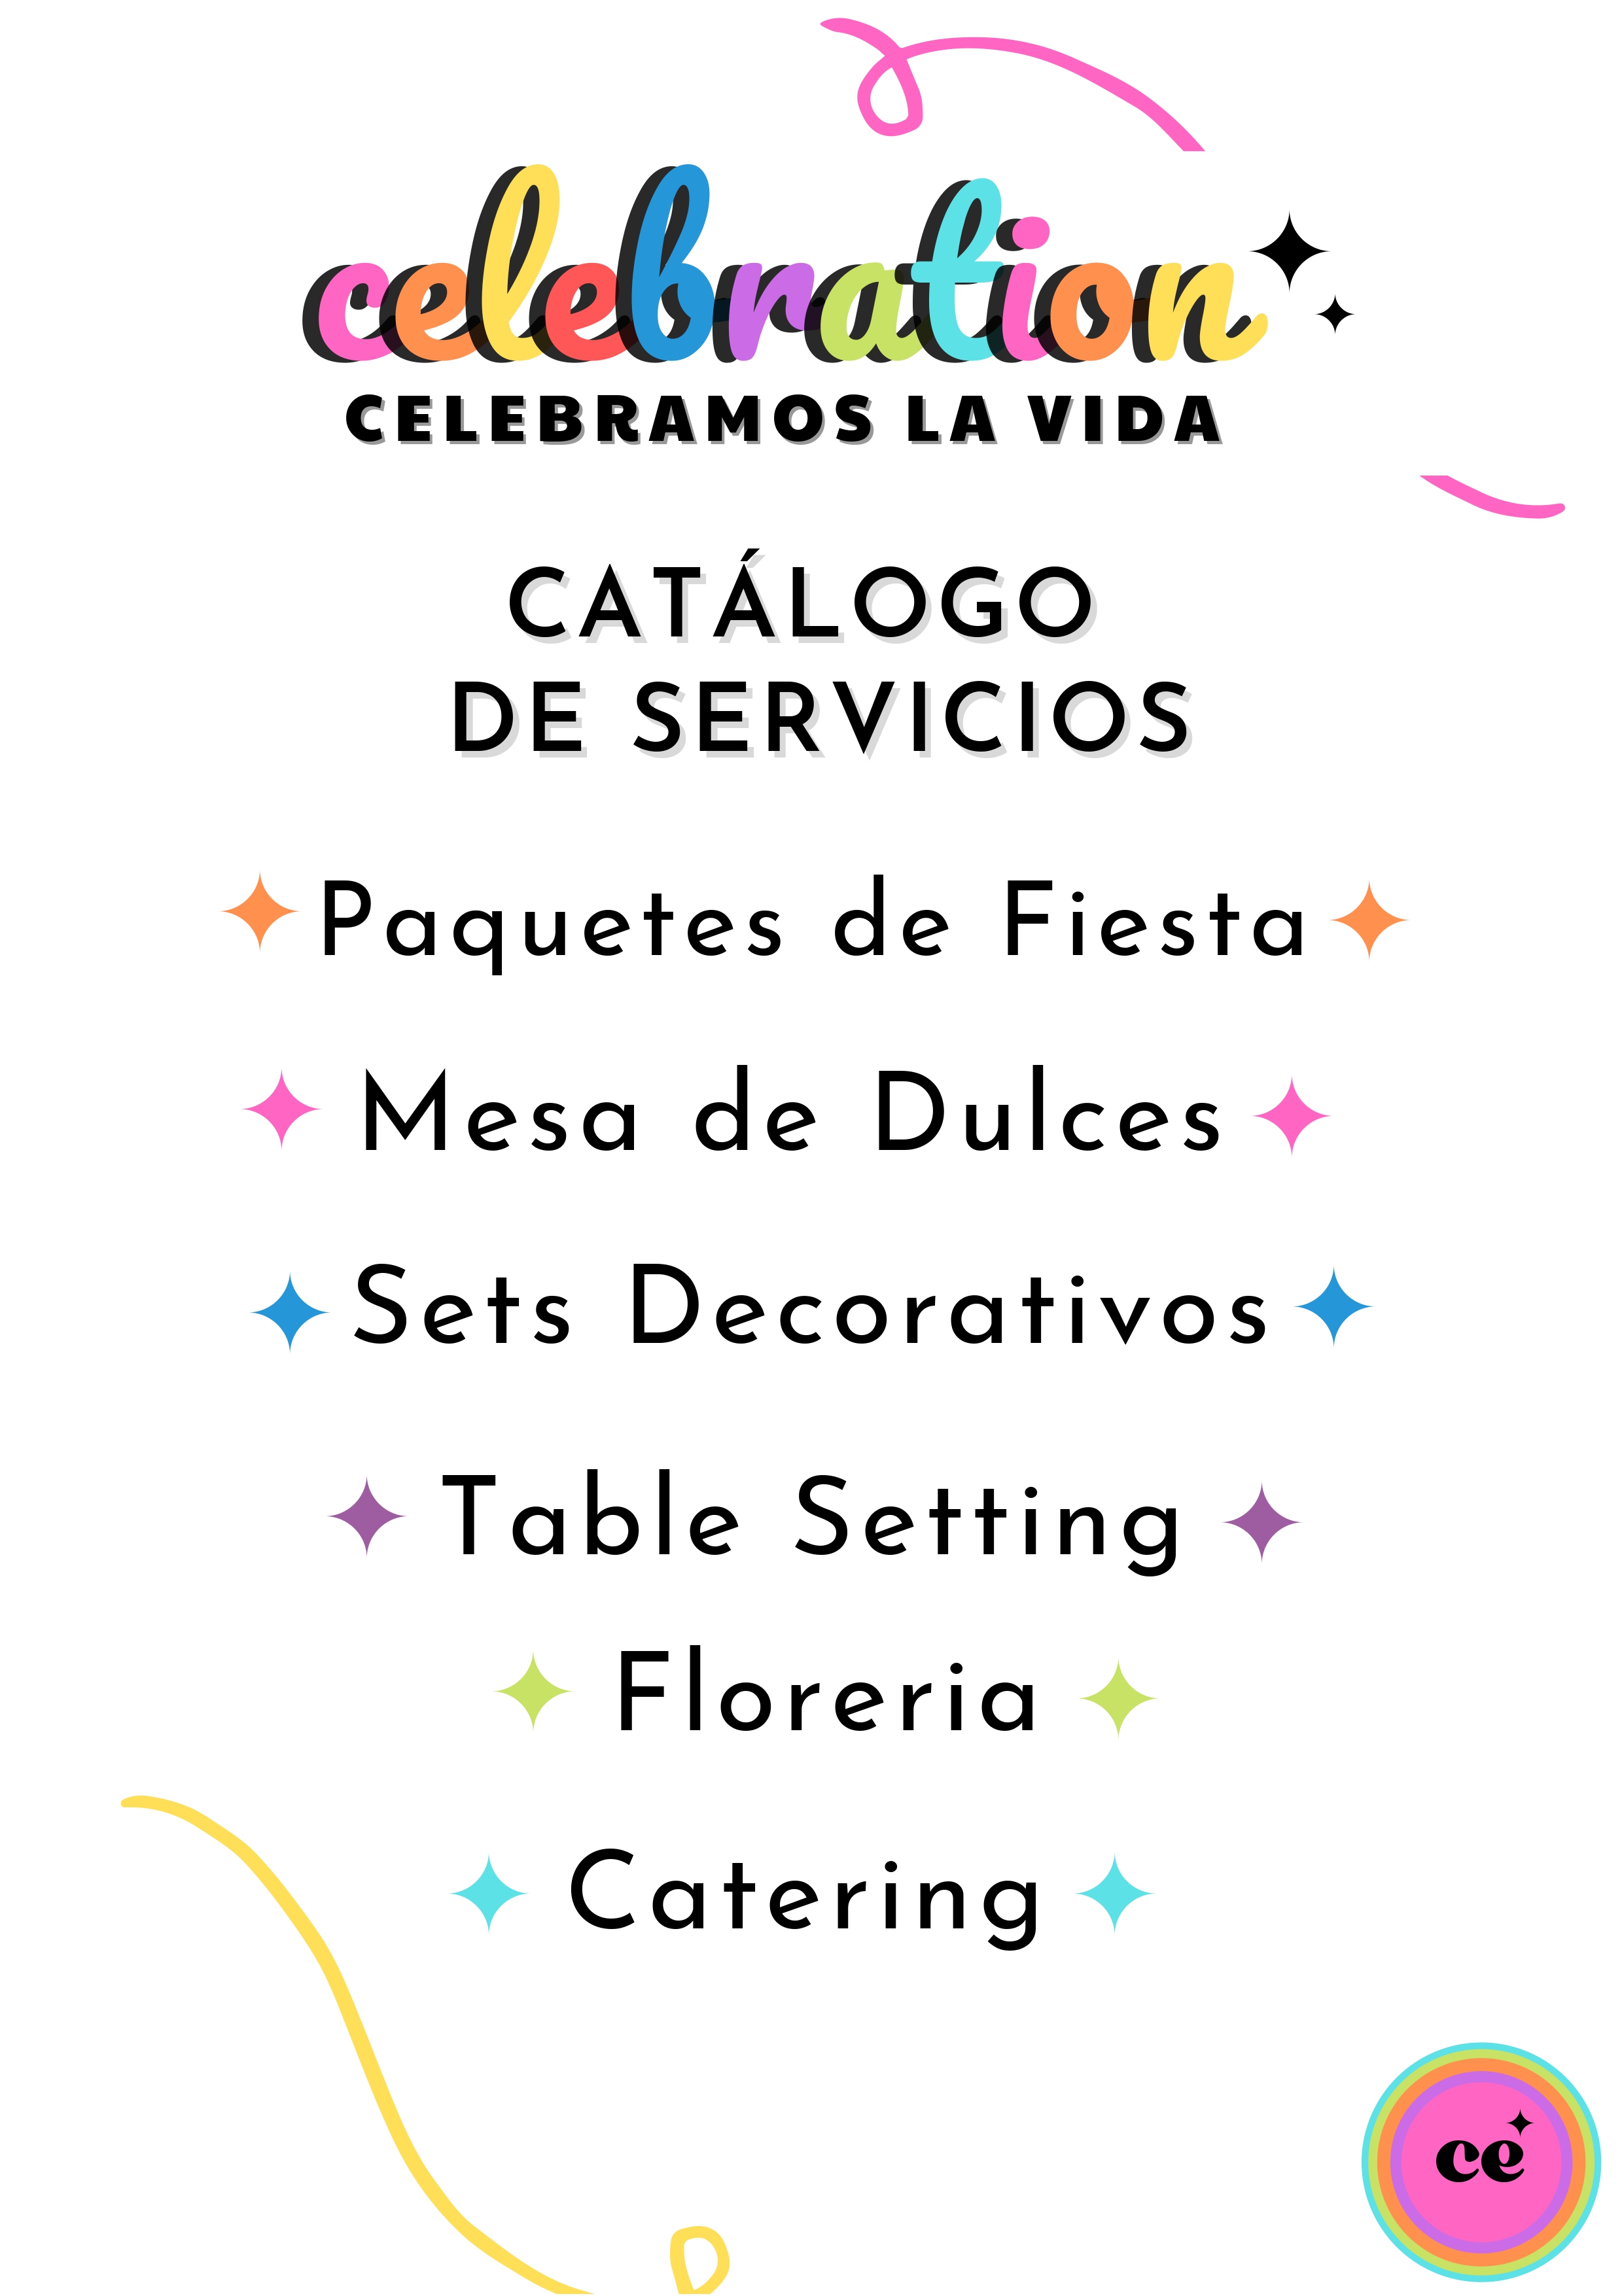 celebration
CELEBRAMOS LA VIDA
CATÁLOGO
DE SERVICIOS
Paquetes de Fiesta
Mesa de Dulces
Sets Decorativos
Table Setting
Floreria
Catering
ce